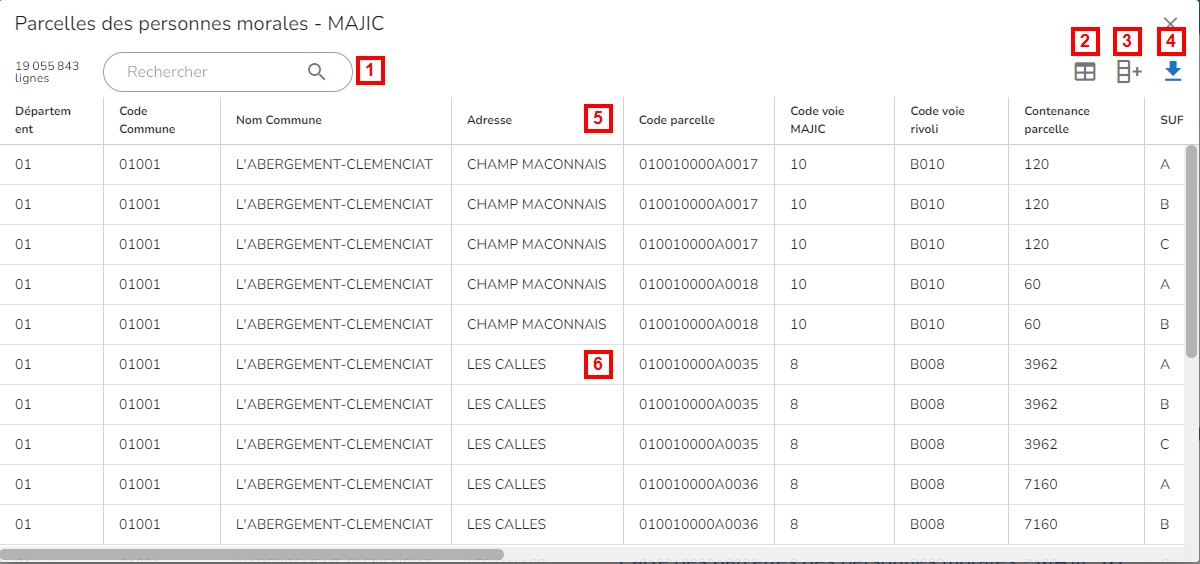 Parcelles des personnes morales - MAJIC
2 3 4
19 055 843
lignes
Rechercher 1
Départem
ent
Code
Commune
Nom Commune
Adresse 5
Code parcelle
Code voie
MAJIC
Code voie
rivoli
Contenance
parcelle
SUF
01 01001 L'ABERGEMENT-CLEMENCIAT CHAMP MACONNAIS 010010000A0017 10 B010 120 A
01 01001 L'ABERGEMENT-CLEMENCIAT CHAMP MACONNAIS 010010000A0017 10 B010 120 B
01 01001 L'ABERGEMENT-CLEMENCIAT CHAMP MACONNAIS 010010000A0017 10 B010 120 C
01 01001 L'ABERGEMENT-CLEMENCIAT CHAMP MACONNAIS 010010000A0018 10 B010 60 A
01 01001 L'ABERGEMENT-CLEMENCIAT CHAMP MACONNAIS 010010000A0018 10 B010 60 B
01 01001 L'ABERGEMENT-CLEMENCIAT LES CALLES 6 010010000A0035 8 B008 3962 A
01 01001 L'ABERGEMENT-CLEMENCIAT LES CALLES 010010000A0035 8 B008 3962 B
01 01001 L'ABERGEMENT-CLEMENCIAT LES CALLES 010010000A0035 8 B008 3962 C
01 01001 L'ABERGEMENT-CLEMENCIAT LES CALLES 010010000A0036 8 B008 7160 A
01 01001 L'ABERGEMENT-CLEMENCIAT LES CALLES 010010000A0036 8 B008 7160 B